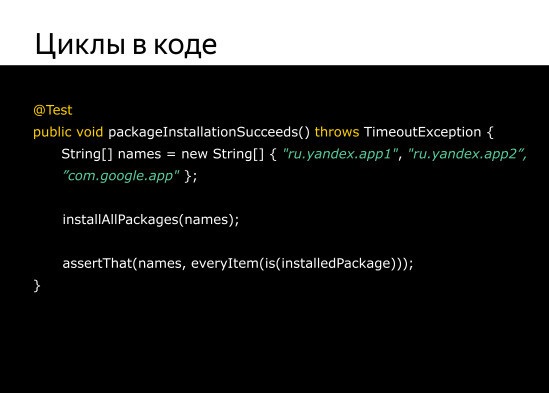 Циклы в коде
@Test
public void packageInstallationSucceeds() throws TimeoutException {
String[] names = new String[] { "ru.yandex.app1", "ru.yandex.app2”,
”com.google.app" };
installAllPackages(names);
assertThat(names, everyItem(is(installedPackage)));
}